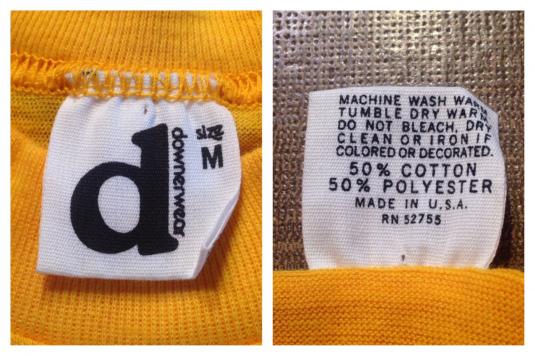 d
downerwear
size
M
MACHINE WASH WARM
TUMBLE DRY WARM
DO NOT BLEACH, DRY
CLEAN OR IRON IF
COLORED OR DECORATED.
50% COTTON
50% POLYESTER
MADE IN U.S.A.
RN 52755